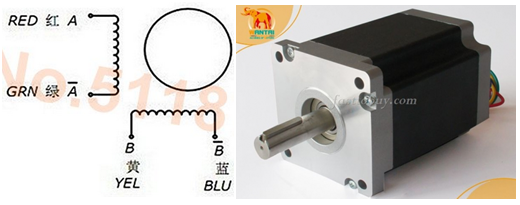 RED 红 A
GRN 绿 A̅
B
B̅
黄
蓝
YEL
BLU
No.5118
WANTAI